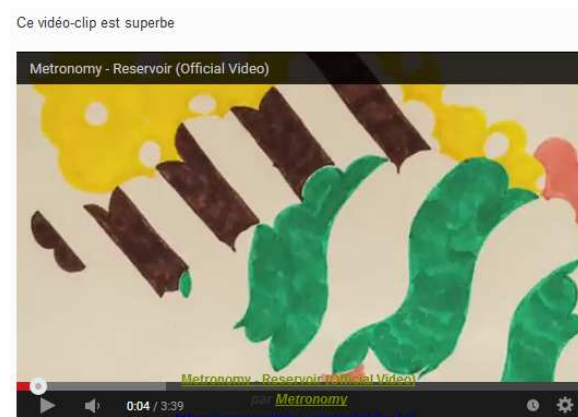 Ce vidéo-clip est superbe
Metronomy - Reservoir (Official Video)
Metronomy - Reservoir (Official Video)
par Metronomy
0:04 / 3:39